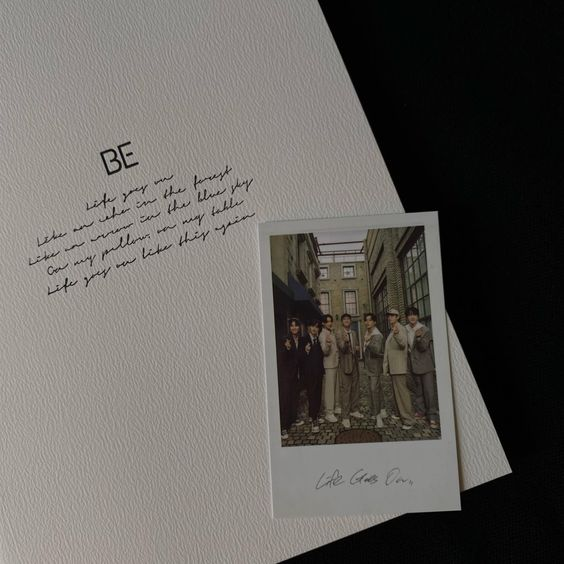 BE
Life goes on
Like an echo in the forest
Like an arrow in the blue sky
On my pillow, on my table
Life goes on like this again
Life Goes On,,